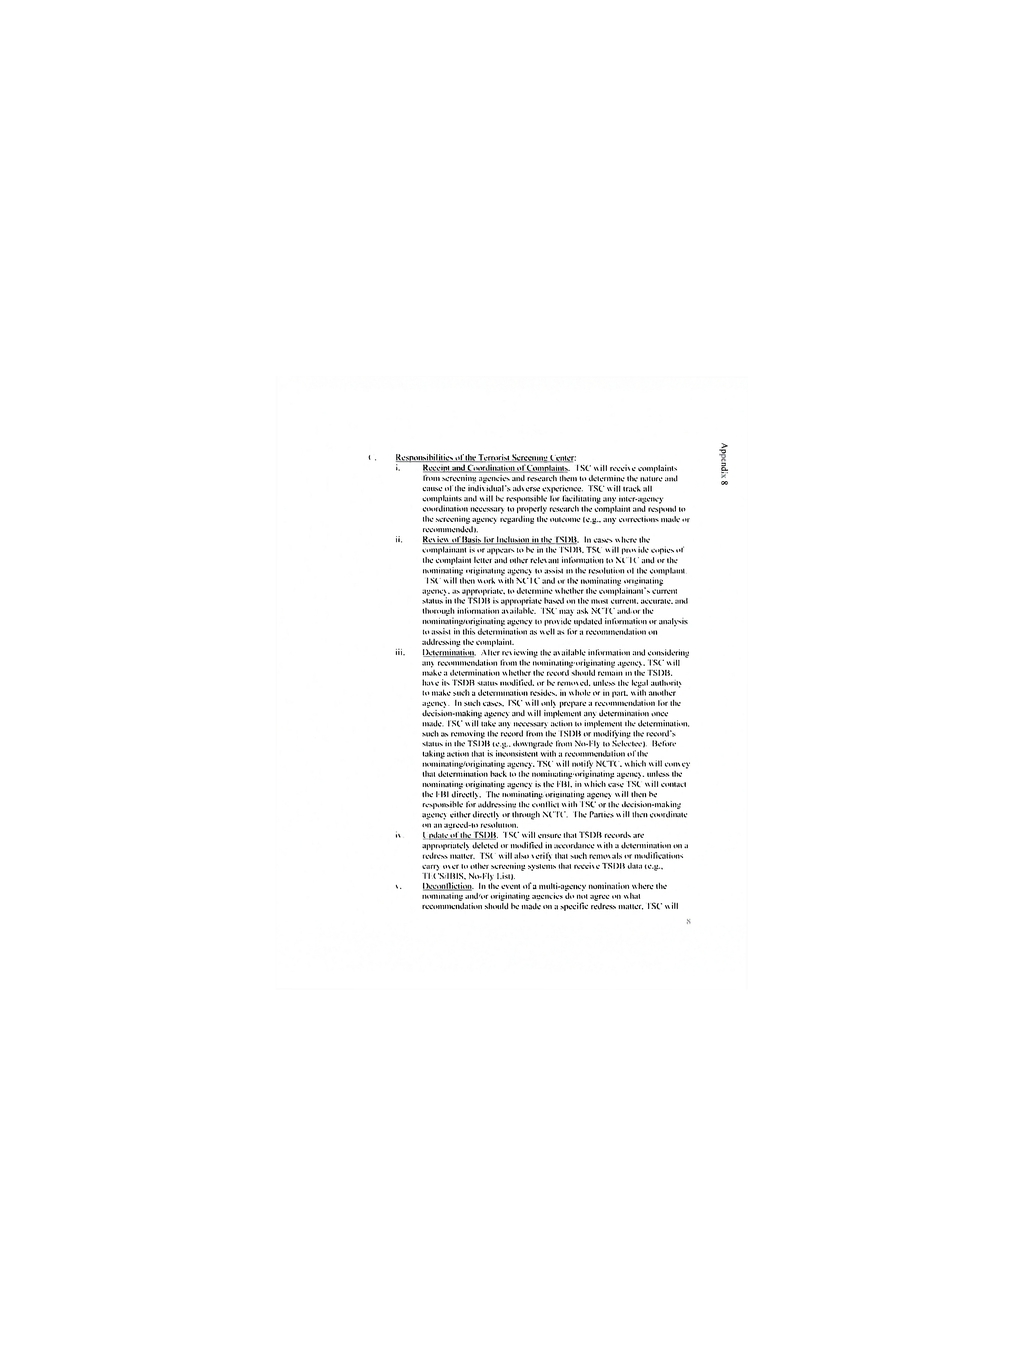 Appendix 8
C. Responsibilities of the Terrorist Screening Center:
i. Receipt and Coordination of Complaints. TSC will receive complaints
from screening agencies and research them to determine the nature and
cause of the individual's adverse experience. TSC will track all
complaints and will be responsible for facilitating any inter-agency
coordination necessary to properly research the complaint and respond to
the screening agency regarding the outcome (e.g., any corrections made or
recommended).
ii. Review of Basis for Inclusion in the TSDB. In cases where the
complainant is or appears to be in the TSDB, TSC will provide copies of
the complaint letter and other relevant information to NCTC and or the
nominating/originating agency to assist in the resolution of the complaint.
TSC will then work with NCTC and or the nominating/originating
agency, as appropriate, to determine whether the complainant's current
status in the TSDB is appropriate based on the most current, accurate, and
thorough information available. TSC may ask NCTC and/or the
nominating/originating agency to provide updated information or analysis
to assist in this determination as well as for a recommendation on
addressing the complaint.
iii. Determination. After reviewing the available information and considering
any recommendation from the nominating/originating agency, TSC will
make a determination whether the record should remain in the TSDB,
have its TSDB status modified, or be removed, unless the legal authority
to make such a determination resides, in whole or in part, with another
agency. In such cases, TSC will only prepare a recommendation for the
decision-making agency and will implement any determination once
made. TSC will take any necessary action to implement the determination,
such as removing the record from the TSDB or modifying the record's
status in the TSDB (e.g., downgrade from No-Fly to Selectee). Before
taking action that is inconsistent with a recommendation of the
nominating/originating agency, TSC will notify NCTC, which will convey
that determination back to the nominating/originating agency, unless the
nominating/originating agency is the FBI, in which case TSC will contact
the FBI directly. The nominating/originating agency will then be
responsible for addressing the conflict with TSC or the decision-making
agency either directly or through NCTC. The Parties will then coordinate
on an agreed-to resolution.
iv. Update of the TSDB. TSC will ensure that TSDB records are
appropriately deleted or modified in accordance with a determination on a
redress matter. TSC will also verify that such removals or modifications
carry over to other screening systems that receive TSDB data (e.g.,
TECS/IBIS, No-Fly List).
v. Deconfliction. In the event of a multi-agency nomination where the
nominating and/or originating agencies do not agree on what
recommendation should be made on a specific redress matter, TSC will
8